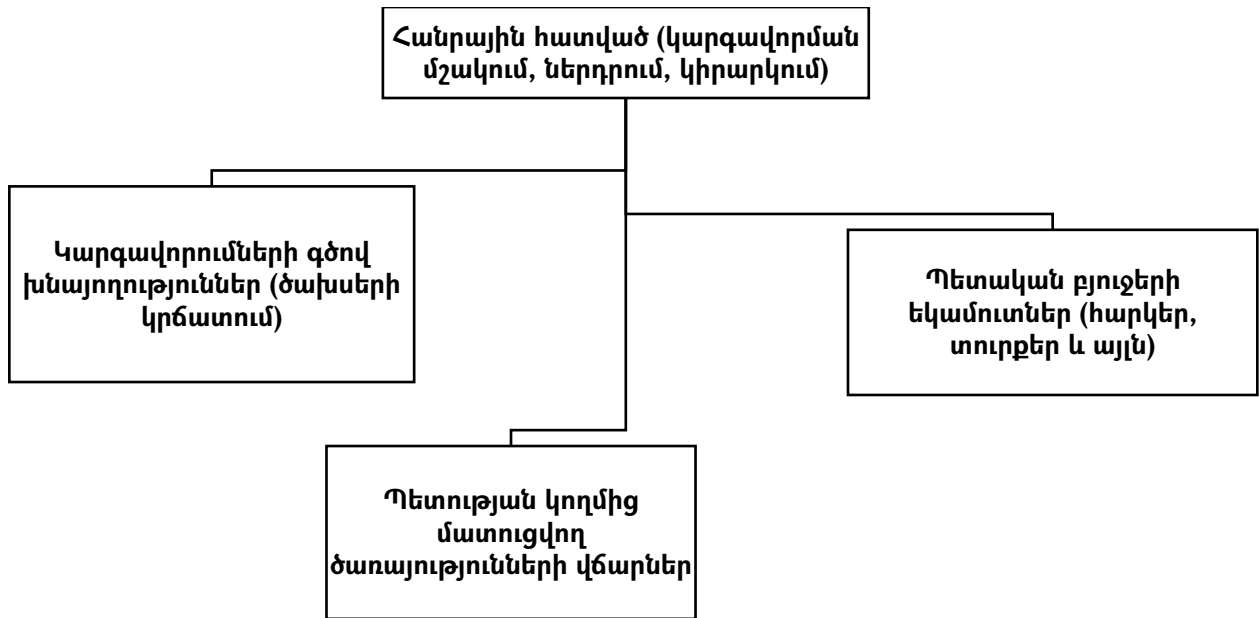 Հանրային հատված (կարգավորման
մշակում, ներդրում, կիրարկում)
Կարգավորումների գծով
խնայողություններ (ծախսերի
կրճատում)
Պետական բյուջերի
եկամուտներ (հարկեր,
տուրքեր և այլն)
Պետության կողմից
մատուցվող
ծառայությունների վճարներ